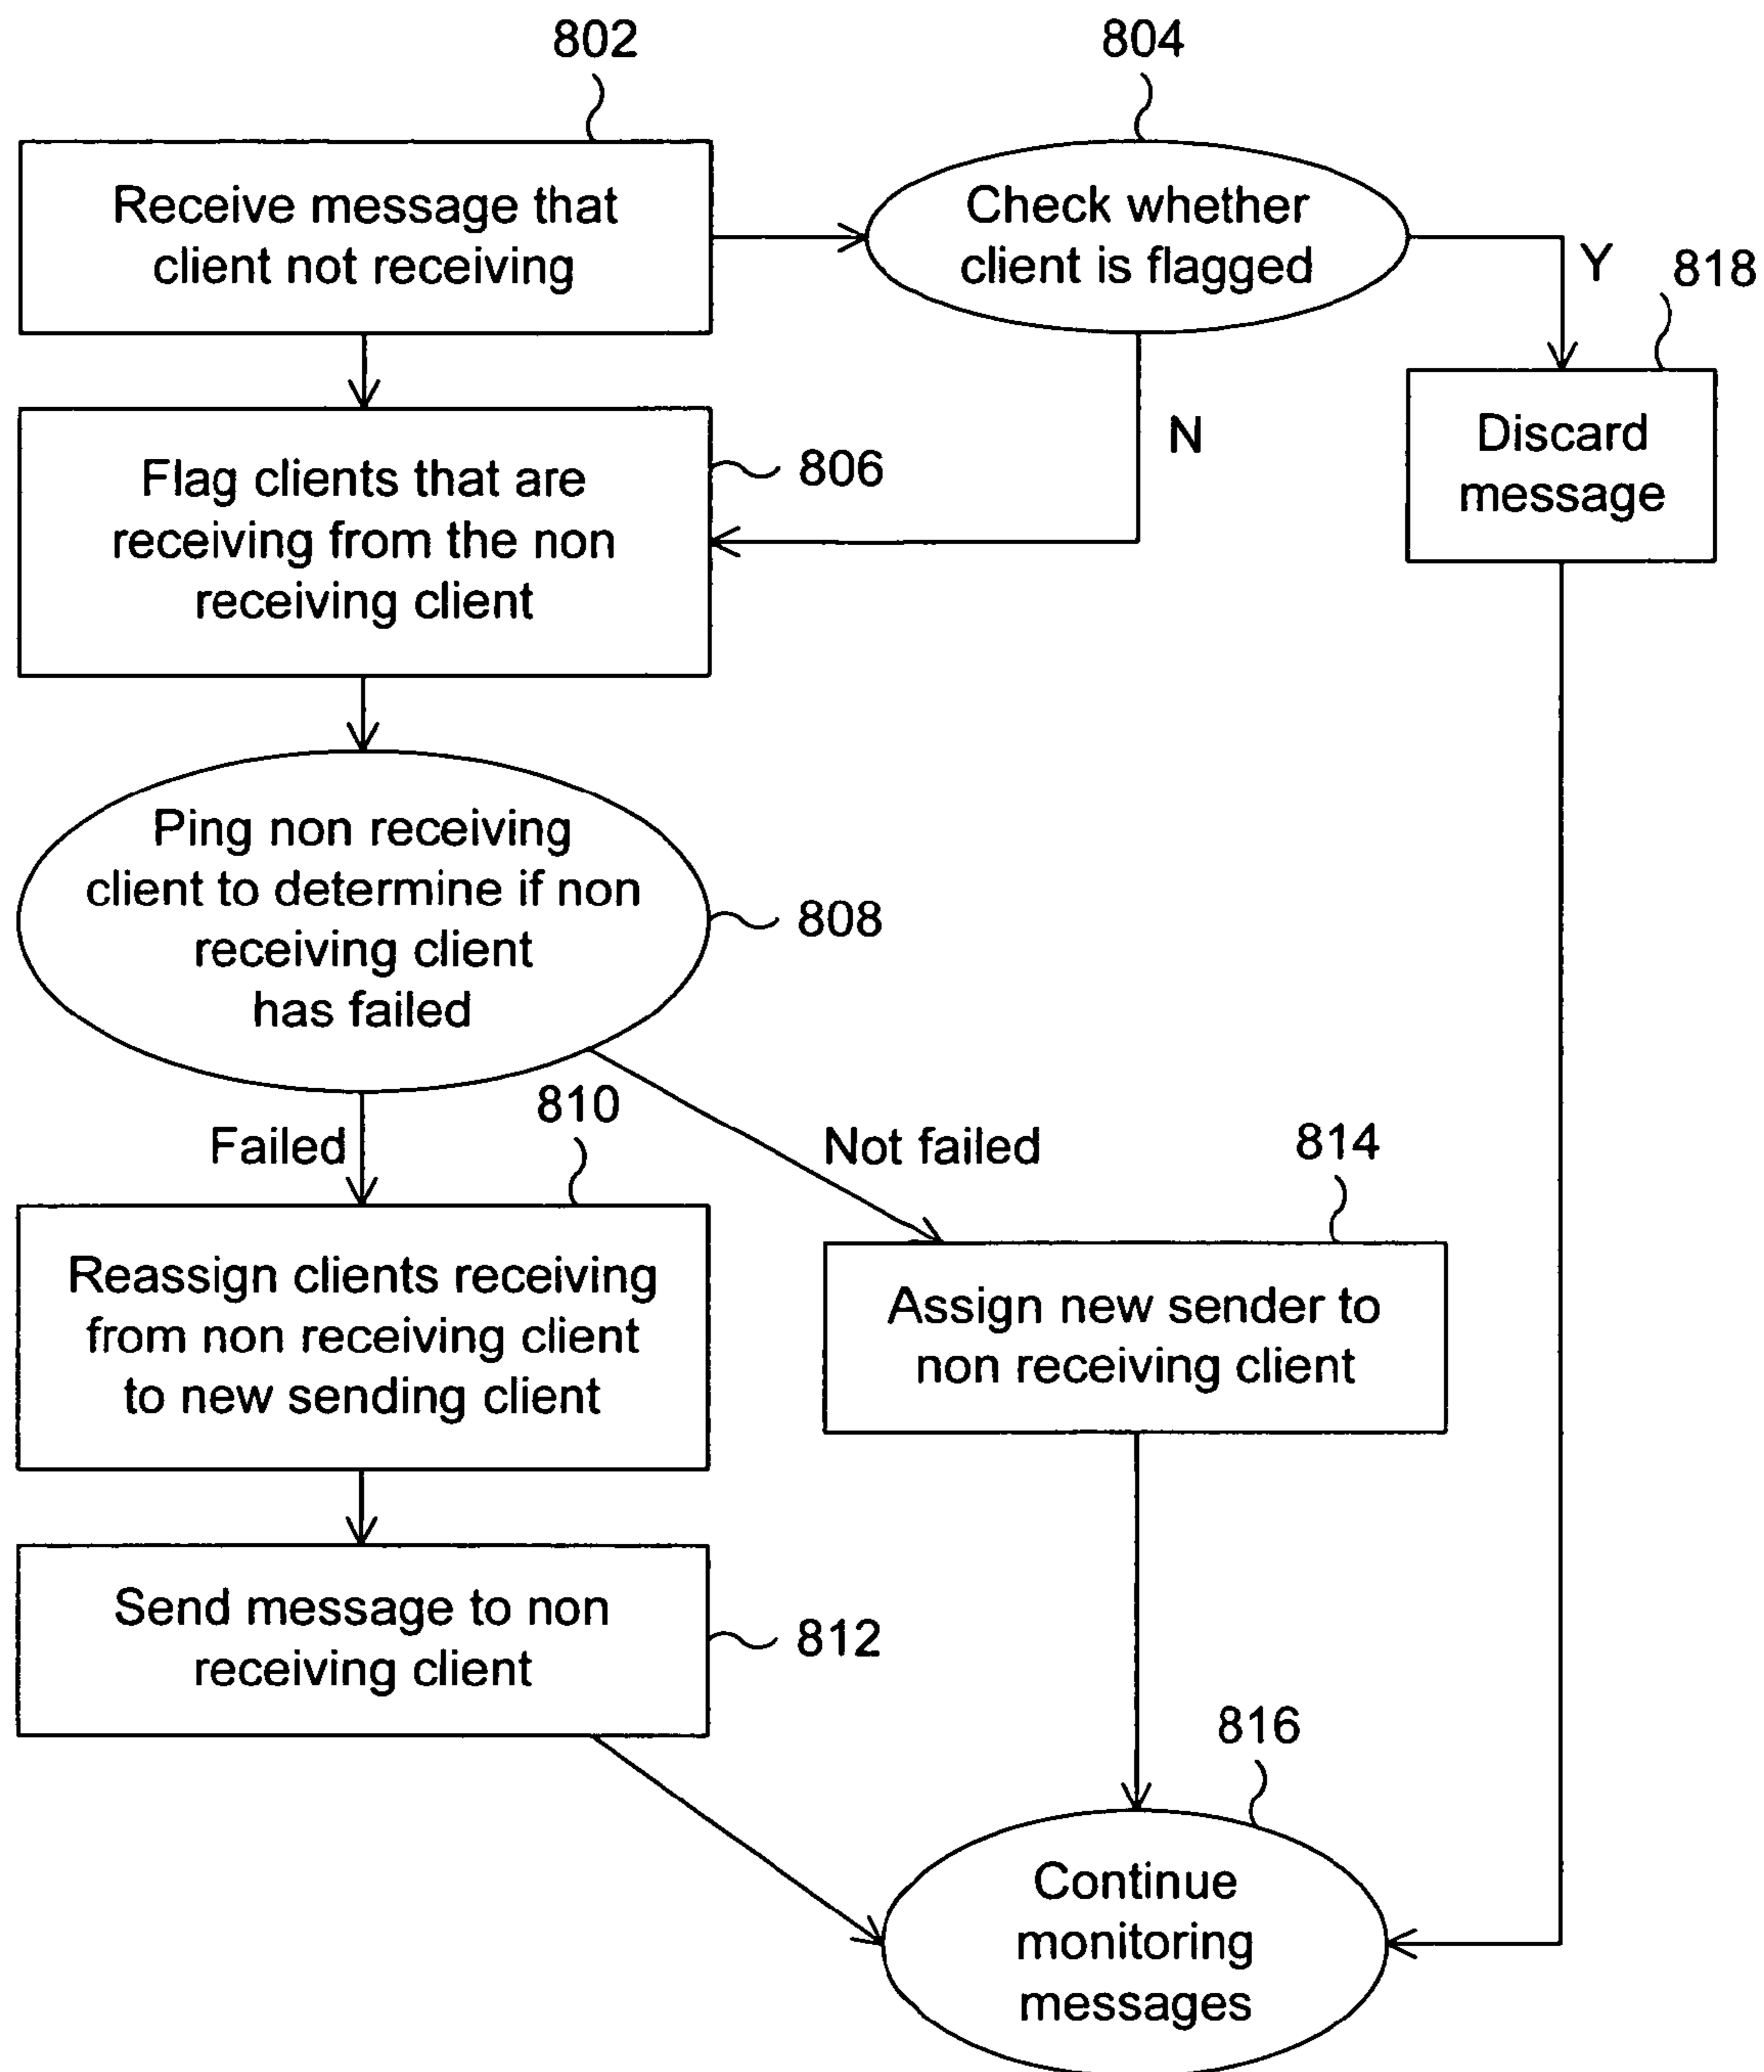 802
804
Receive message that
client not receiving
Check whether
client is flagged
Y
818
Discard
message
N
Flag clients that are
receiving from the non
receiving client
806
Ping non receiving
client to determine if non
receiving client
has failed
808
Failed
810
Not failed
814
Reassign clients receiving
from non receiving client
to new sending client
Assign new sender to
non receiving client
Send message to non
receiving client
812
816
Continue
monitoring
messages